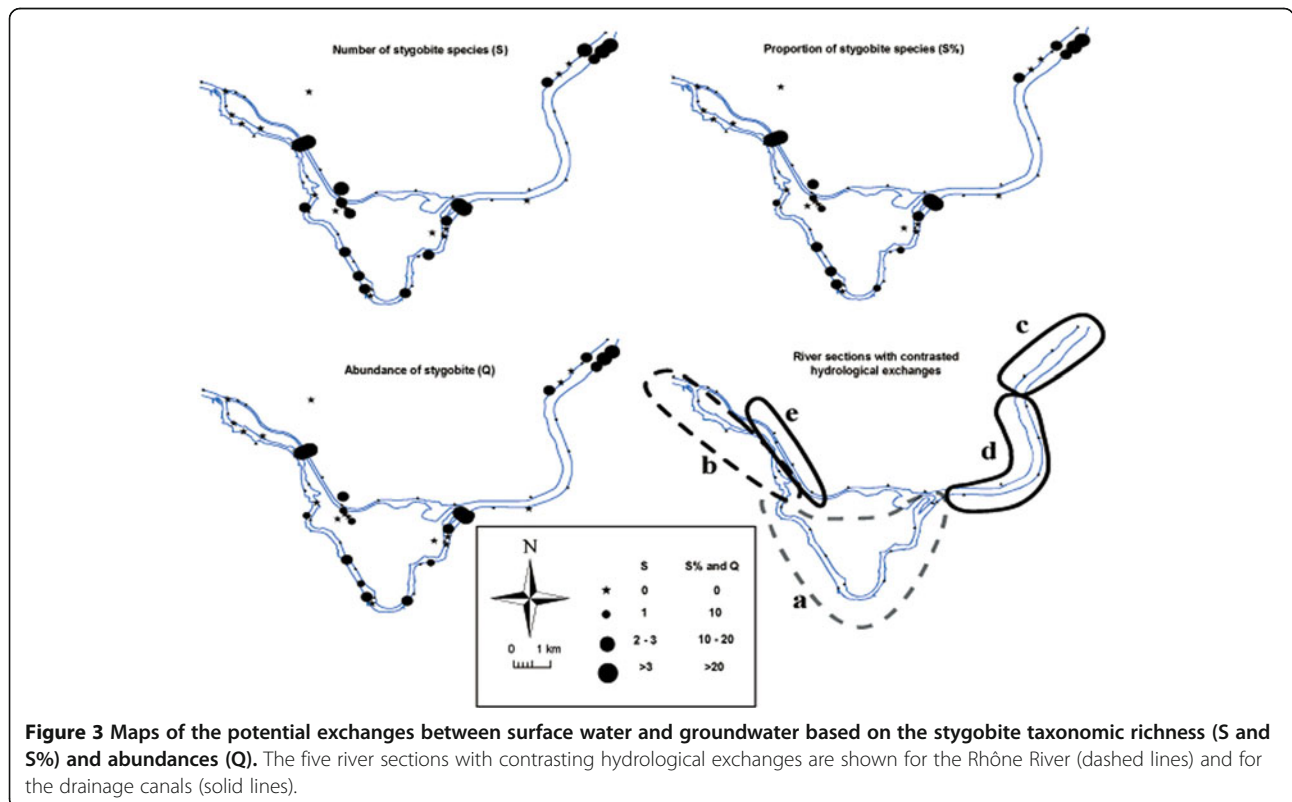 Number of stygobite species (S)
Proportion of stygobite species (S%)
Abundance of stygobite (Q)
River sections with contrasted
hydrological exchanges
c
e
d
b
a
N
0 1 km
S S% and Q
0 0
1 10
2 - 3 10 - 20
>3 >20
Figure 3 Maps of the potential exchanges between surface water and groundwater based on the stygobite taxonomic richness (S and
S%) and abundances (Q). The five river sections with contrasting hydrological exchanges are shown for the Rhône River (dashed lines) and for
the drainage canals (solid lines).